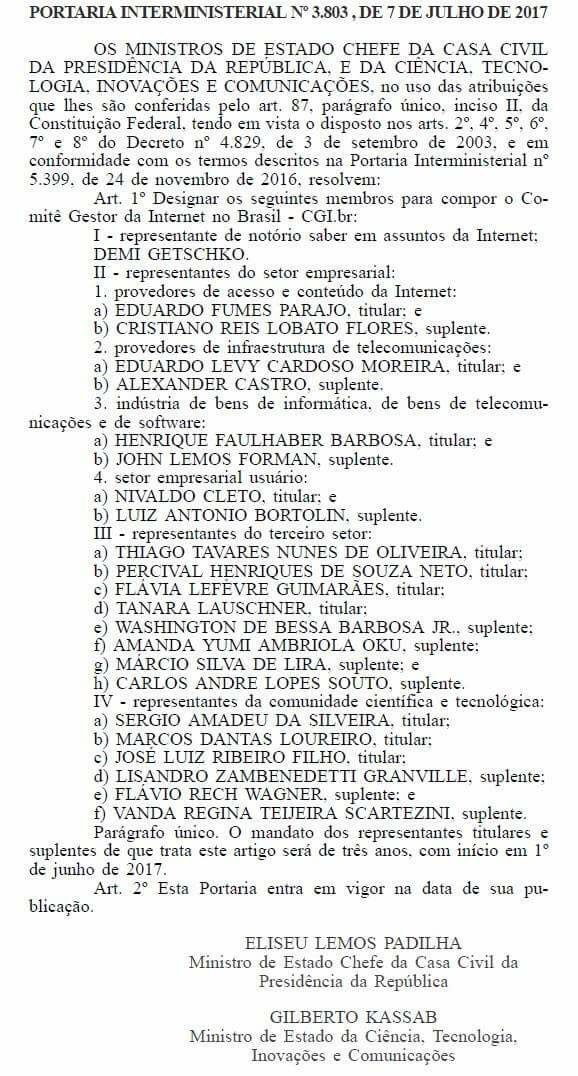 PORTARIA INTERMINISTERIAL Nº 3.803 , DE 7 DE JULHO DE 2017
OS MINISTROS DE ESTADO CHEFE DA CASA CIVIL
DA PRESIDÊNCIA DA REPÚBLICA, E DA CIÊNCIA, TECNO-
LOGIA, INOVAÇÕES E COMUNICAÇÕES, no uso das atribuições
que lhes são conferidas pelo art. 87, parágrafo único, inciso II, da
Constituição Federal, tendo em vista o disposto nos arts. 2º, 4º, 5º, 6º,
7º e 8º do Decreto nº 4.829, de 3 de setembro de 2003, e em
conformidade com os termos descritos na Portaria Interministerial nº
5.399, de 24 de novembro de 2016, resolvem:
Art. 1º Designar os seguintes membros para compor o Co-
mitê Gestor da Internet no Brasil - CGI.br:
I - representante de notório saber em assuntos da Internet;
DEMI GETSCHKO.
II - representantes do setor empresarial:
1. provedores de acesso e conteúdo da Internet:
a) EDUARDO FUMES PARAJO, titular; e
b) CRISTIANO REIS LOBATO FLORES, suplente.
2. provedores de infraestrutura de telecomunicações:
a) EDUARDO LEVY CARDOSO MOREIRA, titular; e
b) ALEXANDER CASTRO, suplente.
3. indústria de bens de informática, de bens de telecomu-
nicações e de software:
a) HENRIQUE FAULHABER BARBOSA, titular; e
b) JOHN LEMOS FORMAN, suplente.
4. setor empresarial usuário:
a) NIVALDO CLETO, titular; e
b) LUIZ ANTONIO BORTOLIN, suplente.
III - representantes do terceiro setor:
a) THIAGO TAVARES NUNES DE OLIVEIRA, titular;
b) PERCIVAL HENRIQUES DE SOUZA NETO, titular;
c) FLÁVIA LEFÈVRE GUIMARÃES, titular;
d) TANARA LAUSCHNER, titular;
e) WASHINGTON DE BESSA BARBOSA JR., suplente;
f) AMANDA YUMI AMBRIOLA OKU, suplente;
g) MÁRCIO SILVA DE LIRA, suplente; e
h) CARLOS ANDRE LOPES SOUTO, suplente.
IV - representantes da comunidade científica e tecnológica:
a) SERGIO AMADEU DA SILVEIRA, titular;
b) MARCOS DANTAS LOUREIRO, titular;
c) JOSÉ LUIZ RIBEIRO FILHO, titular;
d) LISANDRO ZAMBENEDETTI GRANVILLE, suplente;
e) FLÁVIO RECH WAGNER, suplente; e
f) VANDA REGINA TEIJEIRA SCARTEZINI, suplente.
Parágrafo único. O mandato dos representantes titulares e
suplentes de que trata este artigo será de três anos, com início em 1º
de junho de 2017.
Art. 2º Esta Portaria entra em vigor na data de sua pu-
blicação.
ELISEU LEMOS PADILHA
Ministro de Estado Chefe da Casa Civil da
Presidência da República
GILBERTO KASSAB
Ministro de Estado da Ciência, Tecnologia,
Inovações e Comunicações